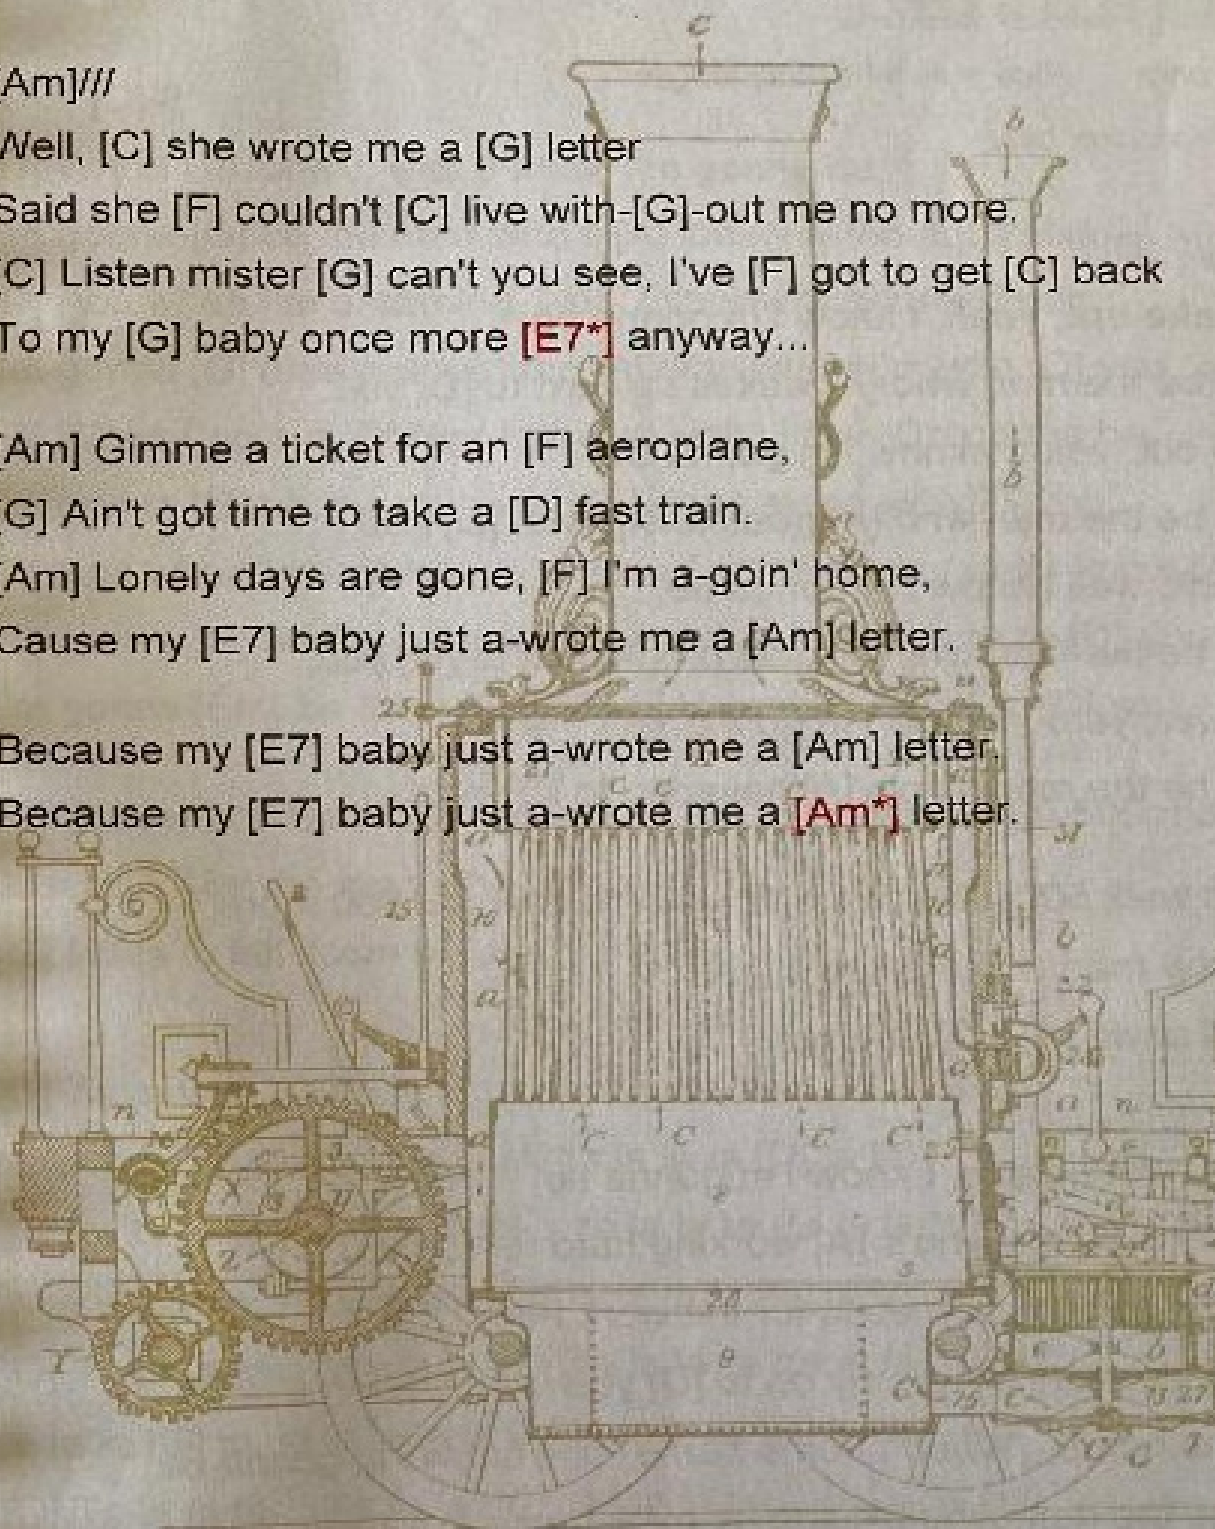 [Am]///
Well, [C] she wrote me a [G] letter
Said she [F] couldn't [C] live with-[G]-out me no more.
[C] Listen mister [G] can't you see, I've [F] got to get [C] back
To my [G] baby once more [E7*] anyway...
[Am] Gimme a ticket for an [F] aeroplane,
[G] Ain't got time to take a [D] fast train.
[Am] Lonely days are gone, [F] I'm a-goin' home,
Cause my [E7] baby just a-wrote me a [Am] letter.
Because my [E7] baby just a-wrote me a [Am] letter.
Because my [E7] baby just a-wrote me a [Am*] letter.